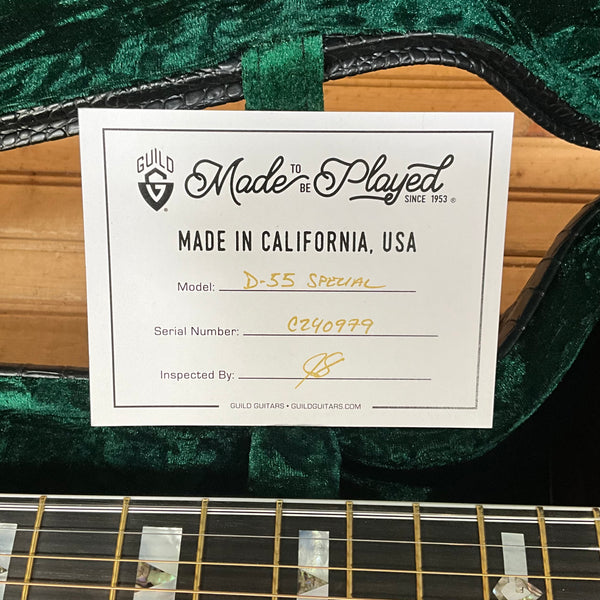 GUILD
G
Made TO BE Played
SINCE 1953 ®
MADE IN CALIFORNIA, USA
Model: D-55 SPECIAL
Serial Number: C240979
Inspected By: JS
GUILD GUITARS • GUILDGUITARS.COM